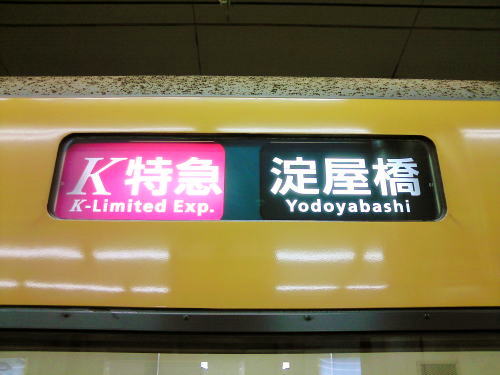 K特急
K-Limited Exp.
淀屋橋
Yodoyabashi